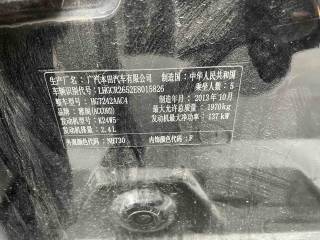 生产厂名：广汽本田汽车有限公司 制造国：中华人民共和国
车辆识别代号：LHGCR2652E8015826 乘坐人数：5
整车型号：HG7242AAC4 制造年月：2013年10月
品牌：雅阁(ACCORD) 最大允许总质量：1970kg
发动机型号：K24W5 发动机最大净功率：137kW
发动机排量：2.4L
外观颜色代码：NH730 内饰颜色代码：F